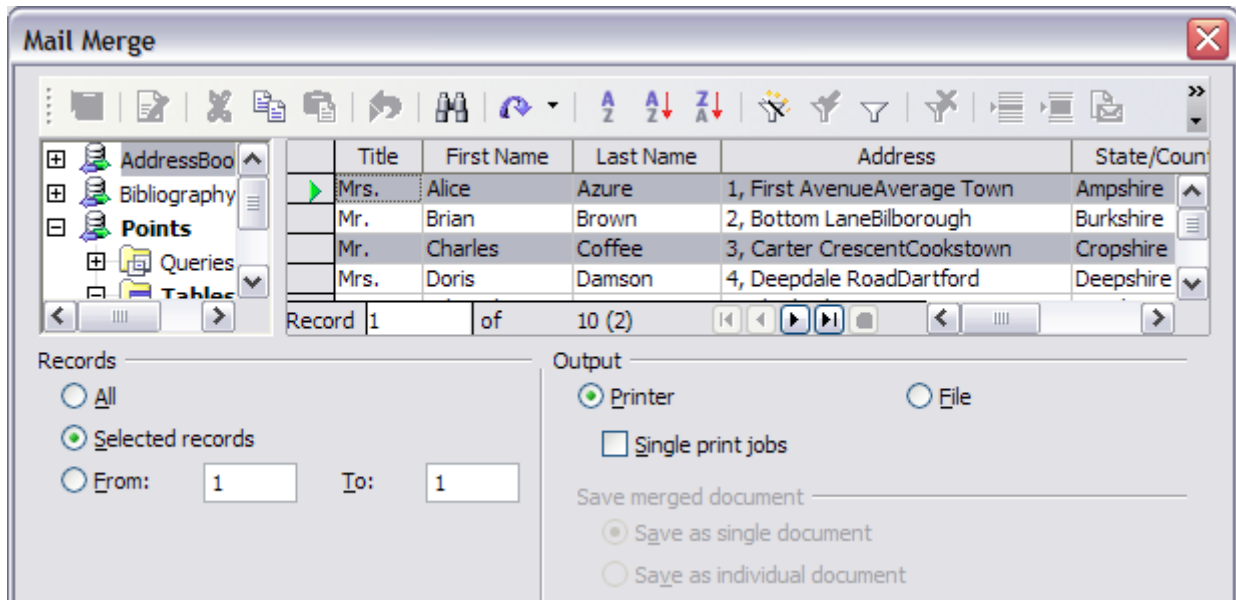 Mail Merge
AddressBoo
Bibliography
Points
Queries
Tables
Title First Name Last Name Address State/Coun
Mrs. Alice Azure 1, First AvenueAverage Town Ampshire
Mr. Brian Brown 2, Bottom LaneBilborough Burkshire
Mr. Charles Coffee 3, Carter CrescentCookstown Cropshire
Mrs. Doris Damson 4, Deepdale RoadDartford Deepshire
Record 1 of 10 (2)
Records
All
Selected records
From: 1 To: 1
Output
Printer File
Single print jobs
Save merged document
Save as single document
Save as individual document